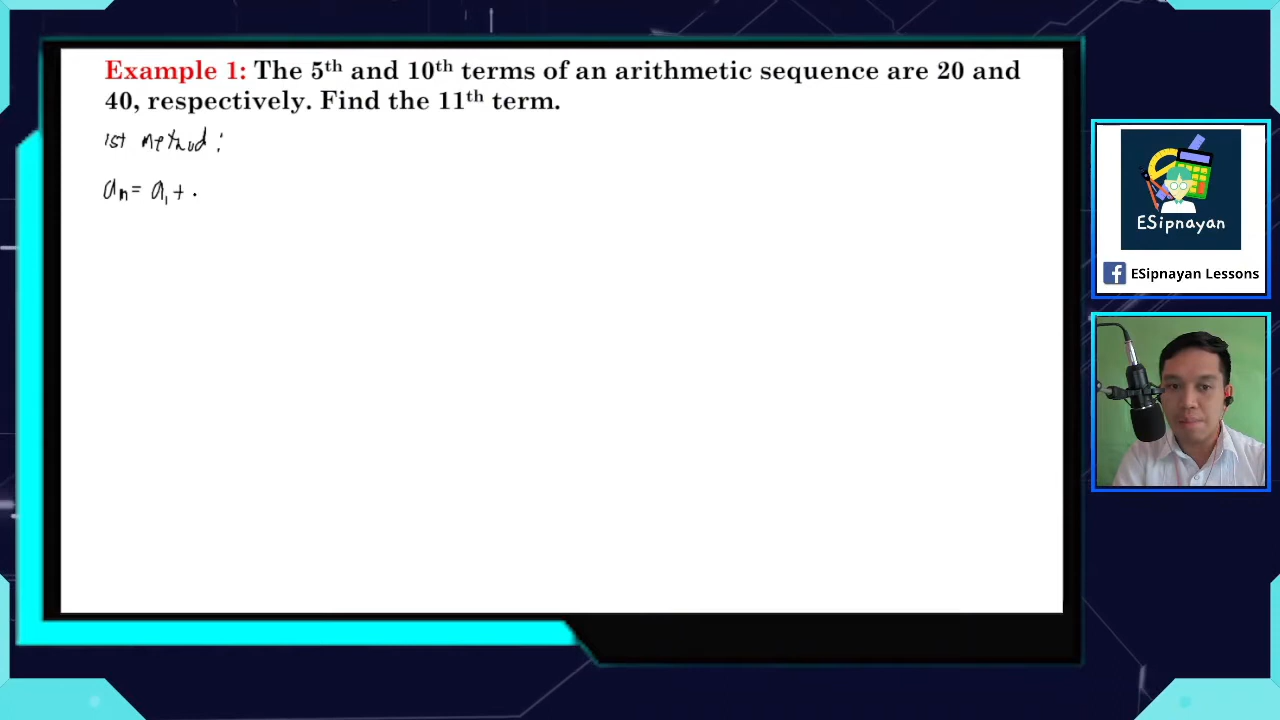 Example 1: The 5th and 10th terms of an arithmetic sequence are 20 and
40, respectively. Find the 11th term.
1st method:
aₙ = a₁ + .
ESipnayan
ESipnayan Lessons